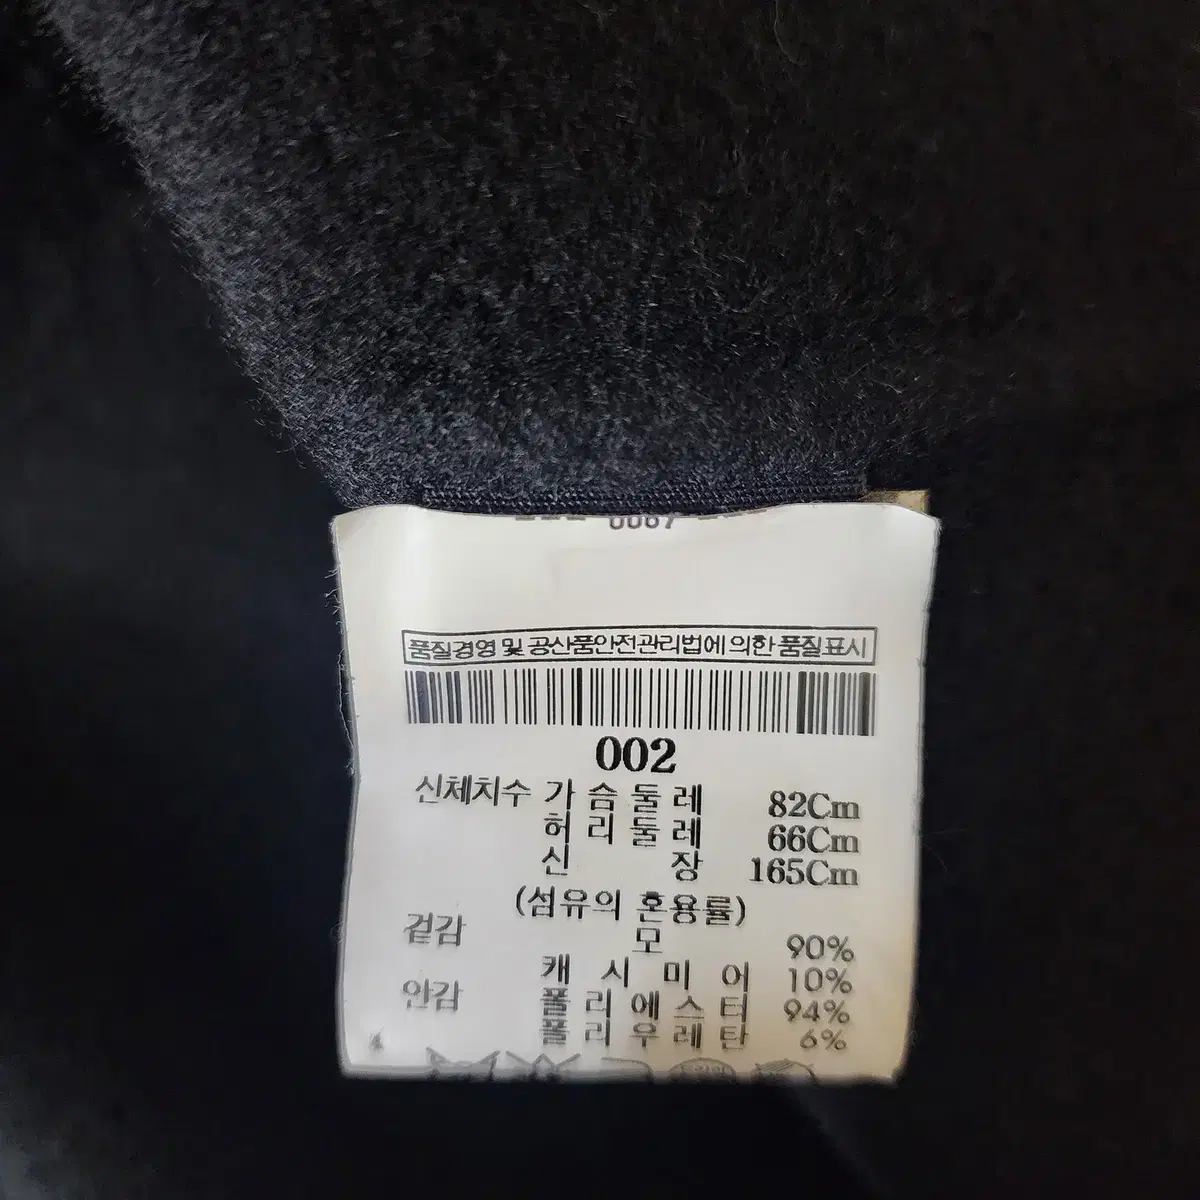 0067
품질경영 및 공산품안전관리법에 의한 품질표시
002
신체치수 가슴둘레 82Cm
허리둘레 66Cm
신장 165Cm
(섬유의 혼용률)
겉감 모 90%
캐시미어 10%
안감 폴리에스터 94%
폴리우레탄 6%